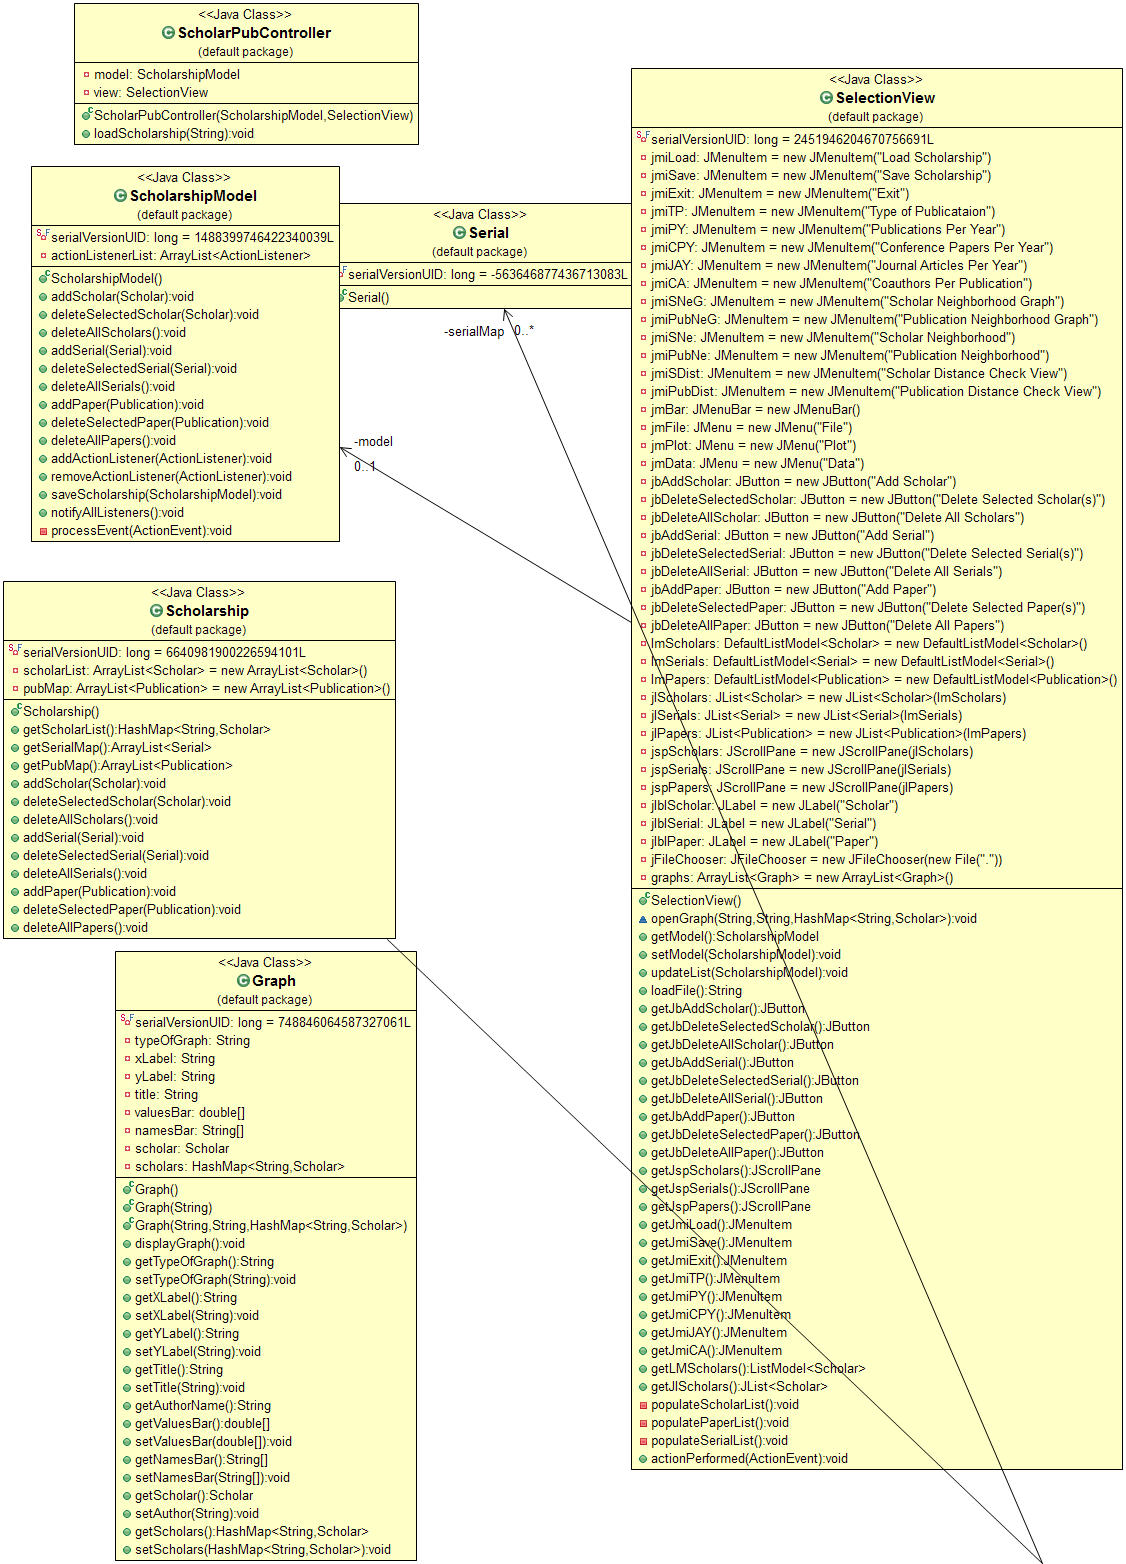 <<Java Class>>
ScholarPubController
(default package)
model: ScholarshipModel
view: SelectionView
ScholarPubController(ScholarshipModel,SelectionView)
loadScholarship(String):void
<<Java Class>>
ScholarshipModel
(default package)
serialVersionUID: long = 1488399746422340039L
actionListenerList: ArrayList<ActionListener>
ScholarshipModel()
addScholar(Scholar):void
deleteSelectedScholar(Scholar):void
deleteAllScholars():void
addSerial(Serial):void
deleteSelectedSerial(Serial):void
deleteAllSerials():void
addPaper(Publication):void
deleteSelectedPaper(Publication):void
deleteAllPapers():void
addActionListener(ActionListener):void
removeActionListener(ActionListener):void
saveScholarship(ScholarshipModel):void
notifyAllListeners():void
processEvent(ActionEvent):void
<<Java Class>>
Serial
(default package)
serialVersionUID: long = -563646877436713083L
Serial()
-serialMap 0..*
-model
0..1
<<Java Class>>
Scholarship
(default package)
serialVersionUID: long = 6640981900226594101L
scholarList: ArrayList<Scholar> = new ArrayList<Scholar>()
pubMap: ArrayList<Publication> = new ArrayList<Publication>()
Scholarship()
getScholarList():HashMap<String,Scholar>
getSerialMap():ArrayList<Serial>
getPubMap():ArrayList<Publication>
addScholar(Scholar):void
deleteSelectedScholar(Scholar):void
deleteAllScholars():void
addSerial(Serial):void
deleteSelectedSerial(Serial):void
deleteAllSerials():void
addPaper(Publication):void
deleteSelectedPaper(Publication):void
deleteAllPapers():void
<<Java Class>>
Graph
(default package)
serialVersionUID: long = 748846064587327061L
typeOfGraph: String
xLabel: String
yLabel: String
title: String
valuesBar: double[]
namesBar: String[]
scholar: Scholar
scholars: HashMap<String,Scholar>
Graph()
Graph(String)
Graph(String,String,HashMap<String,Scholar>)
displayGraph():void
getTypeOfGraph():String
setTypeOfGraph(String):void
getXLabel():String
setXLabel(String):void
getYLabel():String
setYLabel(String):void
getTitle():String
setTitle(String):void
getAuthorName():String
getValuesBar():double[]
setValuesBar(double[]):void
getNamesBar():String[]
setNamesBar(String[]):void
getScholar():Scholar
setAuthor(String):void
getScholars():HashMap<String,Scholar>
setScholars(HashMap<String,Scholar>):void
<<Java Class>>
SelectionView
(default package)
serialVersionUID: long = 2451946204670756691L
jmiLoad: JMenuItem = new JMenuItem("Load Scholarship")
jmiSave: JMenuItem = new JMenuItem("Save Scholarship")
jmiExit: JMenuItem = new JMenuItem("Exit")
jmiTP: JMenuItem = new JMenuItem("Type of Publicataion")
jmiPY: JMenuItem = new JMenuItem("Publications Per Year")
jmiCPY: JMenuItem = new JMenuItem("Conference Papers Per Year")
jmiJAY: JMenuItem = new JMenuItem("Journal Articles Per Year")
jmiCA: JMenuItem = new JMenuItem("Coauthors Per Publication")
jmiSNeG: JMenuItem = new JMenuItem("Scholar Neighborhood Graph")
jmiPubNeG: JMenuItem = new JMenuItem("Publication Neighborhood Graph")
jmiSNe: JMenuItem = new JMenuItem("Scholar Neighborhood")
jmiPubNe: JMenuItem = new JMenuItem("Publication Neighborhood")
jmiSDist: JMenuItem = new JMenuItem("Scholar Distance Check View")
jmiPubDist: JMenuItem = new JMenuItem("Publication Distance Check View")
jmBar: JMenuBar = new JMenuBar()
jmFile: JMenu = new JMenu("File")
jmPlot: JMenu = new JMenu("Plot")
jmData: JMenu = new JMenu("Data")
jbAddScholar: JButton = new JButton("Add Scholar")
jbDeleteSelectedScholar: JButton = new JButton("Delete Selected Scholar(s)")
jbDeleteAllScholar: JButton = new JButton("Delete All Scholars")
jbAddSerial: JButton = new JButton("Add Serial")
jbDeleteSelectedSerial: JButton = new JButton("Delete Selected Serial(s)")
jbDeleteAllSerial: JButton = new JButton("Delete All Serials")
jbAddPaper: JButton = new JButton("Add Paper")
jbDeleteSelectedPaper: JButton = new JButton("Delete Selected Paper(s)")
jbDeleteAllPaper: JButton = new JButton("Delete All Papers")
lmScholars: DefaultListModel<Scholar> = new DefaultListModel<Scholar>()
lmSerials: DefaultListModel<Serial> = new DefaultListModel<Serial>()
lmPapers: DefaultListModel<Publication> = new DefaultListModel<Publication>()
jlScholars: JList<Scholar> = new JList<Scholar>(lmScholars)
jlSerials: JList<Serial> = new JList<Serial>(lmSerials)
jlPapers: JList<Publication> = new JList<Publication>(lmPapers)
jspScholars: JScrollPane = new JScrollPane(jlScholars)
jspSerials: JScrollPane = new JScrollPane(jlSerials)
jspPapers: JScrollPane = new JScrollPane(jlPapers)
jlblScholar: JLabel = new JLabel("Scholar")
jlblSerial: JLabel = new JLabel("Serial")
jlblPaper: JLabel = new JLabel("Paper")
jFileChooser: JFileChooser = new JFileChooser(new File("."))
graphs: ArrayList<Graph> = new ArrayList<Graph>()
SelectionView()
openGraph(String,String,HashMap<String,Scholar>):void
getModel():ScholarshipModel
setModel(ScholarshipModel):void
updateList(ScholarshipModel):void
loadFile():String
getJbAddScholar():JButton
getJbDeleteSelectedScholar():JButton
getJbDeleteAllScholar():JButton
getJbAddSerial():JButton
getJbDeleteSelectedSerial():JButton
getJbDeleteAllSerial():JButton
getJbAddPaper():JButton
getJbDeleteSelectedPaper():JButton
getJbDeleteAllPaper():JButton
getJspScholars():JScrollPane
getJspSerials():JScrollPane
getJspPapers():JScrollPane
getJmiLoad():JMenuItem
getJmiSave():JMenuItem
getJmiExit():JMenuItem
getJmiTP():JMenuItem
getJmiPY():JMenuItem
getJmiCPY():JMenuItem
getJmiJAY():JMenuItem
getJmiCA():JMenuItem
getLMScholars():ListModel<Scholar>
getJlScholars():JList<Scholar>
populateScholarList():void
populatePaperList():void
populateSerialList():void
actionPerformed(ActionEvent):void